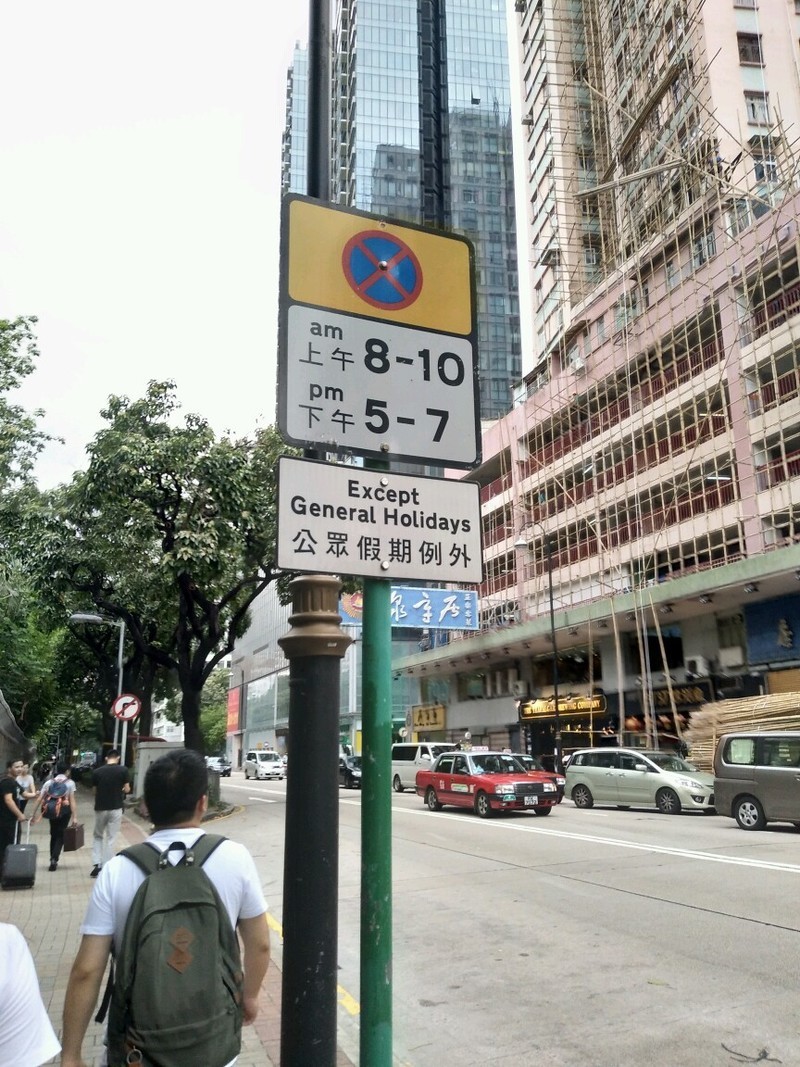 am
上午 8-10
pm
下午 5-7
Except
General Holidays
公眾假期例外